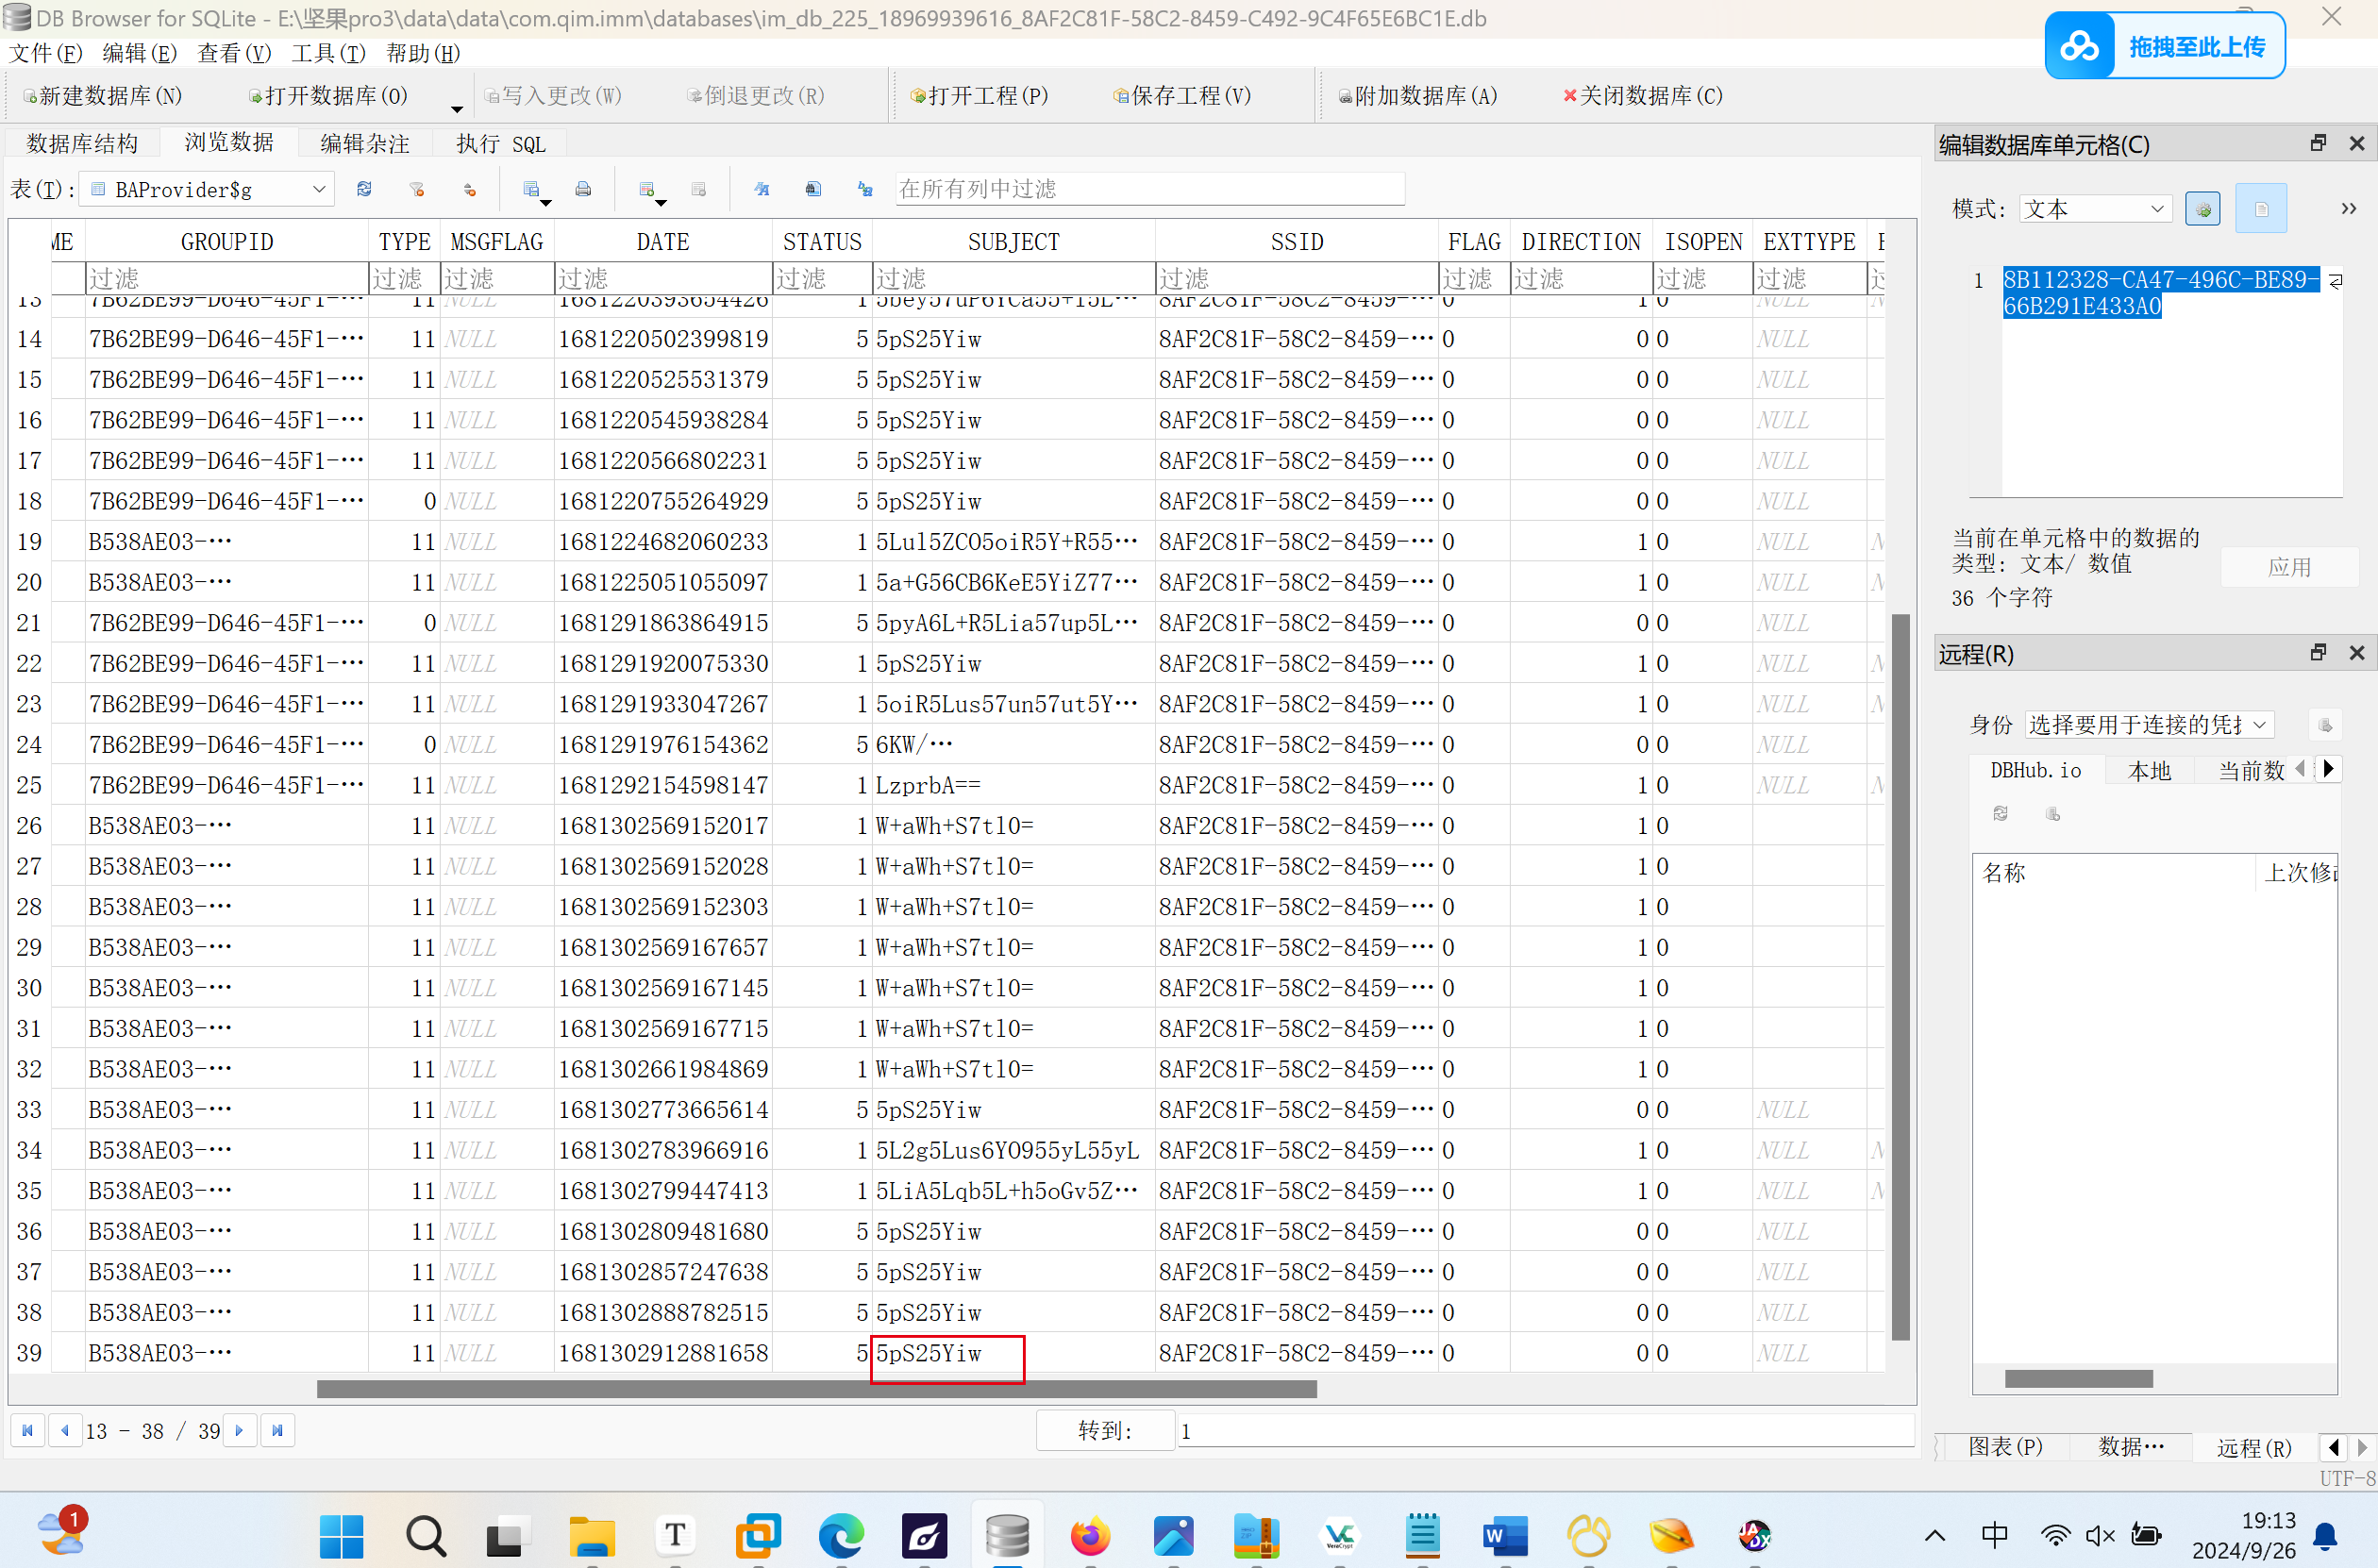 DB Browser for SQLite - E:\坚果pro3\data\data\com.qim.imm\databases\im_db_225_18969939616_8AF2C81F-58C2-8459-C492-9C4F65E6BC1E.db
文件(F) 编辑(E) 查看(V) 工具(T) 帮助(H)
拖拽至此上传
新建数据库(N) 打开数据库(O) 写入更改(W) 倒退更改(R) 打开工程(P) 保存工程(V) 附加数据库(A) 关闭数据库(C)
数据库结构 浏览数据 编辑杂注 执行 SQL
表(T): BAProvider$g 在所有列中过滤
ME GROUPID TYPE MSGFLAG DATE STATUS SUBJECT SSID FLAG DIRECTION ISOPEN EXTTYPE
过滤 过滤 过滤 过滤 过滤 过滤 过滤 过滤 过滤 过滤 过滤
13 7B62BE99-D646-45F1-… 11 NULL 1681220393654426 1 5bey57uP6YCa55+I5L… 8AF2C81F-58C2-8459-… 0 1 0 NULL
14 7B62BE99-D646-45F1-… 11 NULL 1681220502399819 5 5pS25Yiw 8AF2C81F-58C2-8459-… 0 0 0 NULL
15 7B62BE99-D646-45F1-… 11 NULL 1681220525531379 5 5pS25Yiw 8AF2C81F-58C2-8459-… 0 0 0 NULL
16 7B62BE99-D646-45F1-… 11 NULL 1681220545938284 5 5pS25Yiw 8AF2C81F-58C2-8459-… 0 0 0 NULL
17 7B62BE99-D646-45F1-… 11 NULL 1681220566802231 5 5pS25Yiw 8AF2C81F-58C2-8459-… 0 0 0 NULL
18 7B62BE99-D646-45F1-… 0 NULL 1681220755264929 5 5pS25Yiw 8AF2C81F-58C2-8459-… 0 0 0 NULL
19 B538AE03-… 11 NULL 1681224682060233 1 5Lul5ZCO5oiR5Y+R55… 8AF2C81F-58C2-8459-… 0 1 0 NULL
20 B538AE03-… 11 NULL 1681225051055097 1 5a+G56CB6KeE5YiZ77… 8AF2C81F-58C2-8459-… 0 1 0 NULL
21 7B62BE99-D646-45F1-… 0 NULL 1681291863864915 5 5pyA6L+R5Lia57up5L… 8AF2C81F-58C2-8459-… 0 0 0 NULL
22 7B62BE99-D646-45F1-… 11 NULL 1681291920075330 1 5pS25Yiw 8AF2C81F-58C2-8459-… 0 1 0 NULL
23 7B62BE99-D646-45F1-… 11 NULL 1681291933047267 1 5oiR5Lus57un57ut5Y… 8AF2C81F-58C2-8459-… 0 1 0 NULL
24 7B62BE99-D646-45F1-… 0 NULL 1681291976154362 5 6KW/… 8AF2C81F-58C2-8459-… 0 0 0 NULL
25 7B62BE99-D646-45F1-… 11 NULL 1681292154598147 1 LzprbA== 8AF2C81F-58C2-8459-… 0 1 0 NULL
26 B538AE03-… 11 NULL 1681302569152017 1 W+aWh+S7tl0= 8AF2C81F-58C2-8459-… 0 1 0
27 B538AE03-… 11 NULL 1681302569152028 1 W+aWh+S7tl0= 8AF2C81F-58C2-8459-… 0 1 0
28 B538AE03-… 11 NULL 1681302569152303 1 W+aWh+S7tl0= 8AF2C81F-58C2-8459-… 0 1 0
29 B538AE03-… 11 NULL 1681302569167657 1 W+aWh+S7tl0= 8AF2C81F-58C2-8459-… 0 1 0
30 B538AE03-… 11 NULL 1681302569167145 1 W+aWh+S7tl0= 8AF2C81F-58C2-8459-… 0 1 0
31 B538AE03-… 11 NULL 1681302569167715 1 W+aWh+S7tl0= 8AF2C81F-58C2-8459-… 0 1 0
32 B538AE03-… 11 NULL 1681302661984869 1 W+aWh+S7tl0= 8AF2C81F-58C2-8459-… 0 1 0
33 B538AE03-… 11 NULL 1681302773665614 5 5pS25Yiw 8AF2C81F-58C2-8459-… 0 0 0 NULL
34 B538AE03-… 11 NULL 1681302783966916 1 5L2g5Lus6YO955yL55yL 8AF2C81F-58C2-8459-… 0 1 0 NULL
35 B538AE03-… 11 NULL 1681302799447413 1 5LiA5Lqb5L+h5oGv5Z… 8AF2C81F-58C2-8459-… 0 1 0 NULL
36 B538AE03-… 11 NULL 1681302809481680 5 5pS25Yiw 8AF2C81F-58C2-8459-… 0 0 0 NULL
37 B538AE03-… 11 NULL 1681302857247638 5 5pS25Yiw 8AF2C81F-58C2-8459-… 0 0 0 NULL
38 B538AE03-… 11 NULL 1681302888782515 5 5pS25Yiw 8AF2C81F-58C2-8459-… 0 0 0 NULL
39 B538AE03-… 11 NULL 1681302912881658 5 5pS25Yiw 8AF2C81F-58C2-8459-… 0 0 0 NULL
13 - 38 / 39 转到: 1
编辑数据库单元格(C)
模式: 文本
1 8B112328-CA47-496C-BE89-
66B291E433A0
当前在单元格中的数据的
类型: 文本/ 数值
36 个字符
应用
远程(R)
身份 选择要用于连接的凭
DBHub.io 本地 当前数
名称 上次修
图表(P) 数据… 远程(R)
UTF-8
1
T
W
VC
VeraCrypt
JADX
中
19:13
2024/9/26